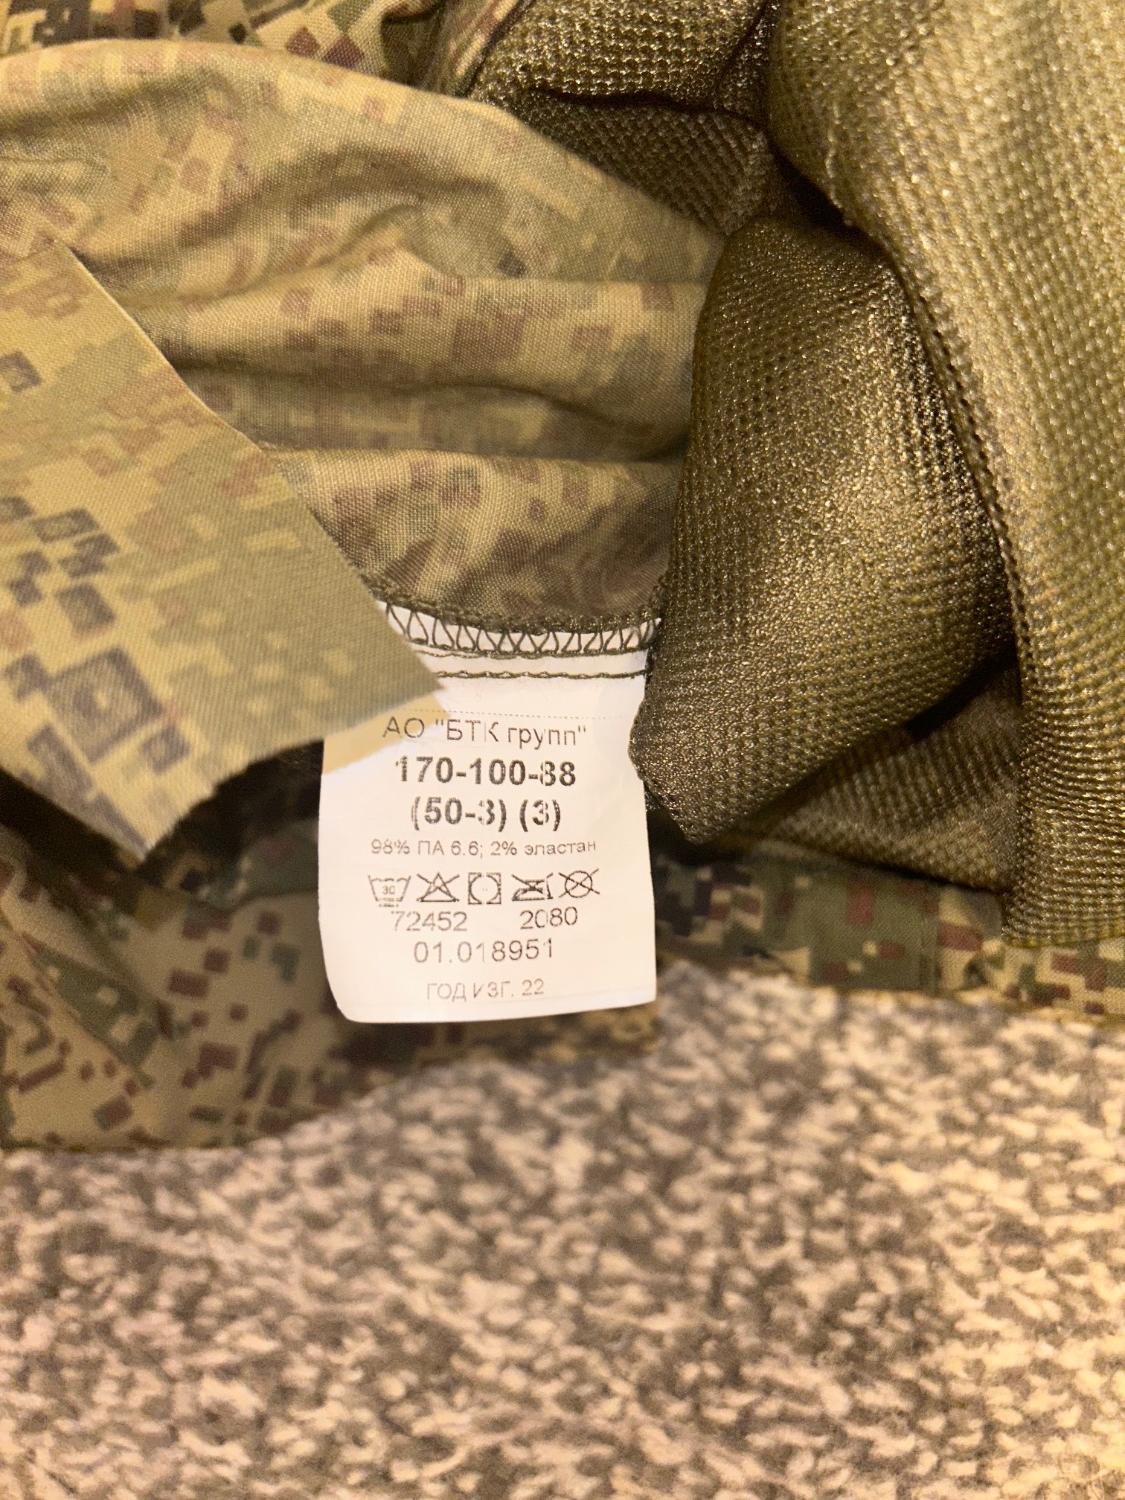 АО "БТК групп"
170-100-88
(50-3) (3)
98% ПА 6.6; 2% эластан
30
72452 2080
01.018951
ГОД ИЗГ. 22